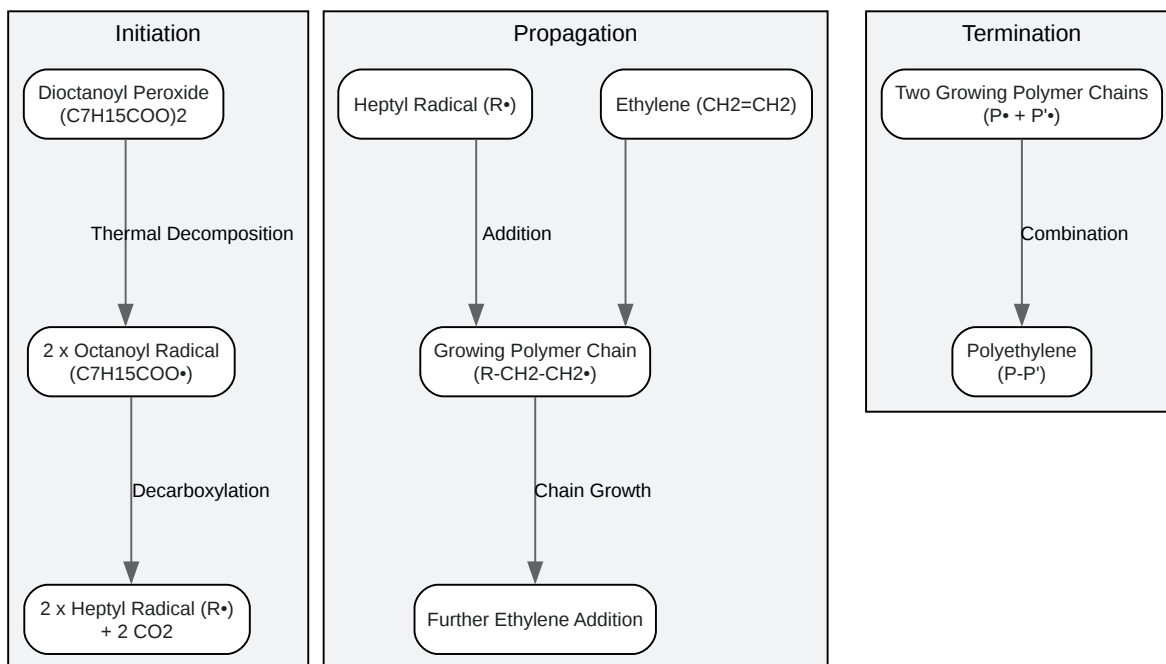 Initiation
Dioctanoyl Peroxide
(C7H15COO)2
Thermal Decomposition
2 x Octanoyl Radical
(C7H15COO•)
Decarboxylation
2 x Heptyl Radical (R•)
+ 2 CO2
Propagation
Heptyl Radical (R•)
Ethylene (CH2=CH2)
Addition
Growing Polymer Chain
(R-CH2-CH2•)
Chain Growth
Further Ethylene Addition
Termination
Two Growing Polymer Chains
(P• + P'•)
Combination
Polyethylene
(P-P')